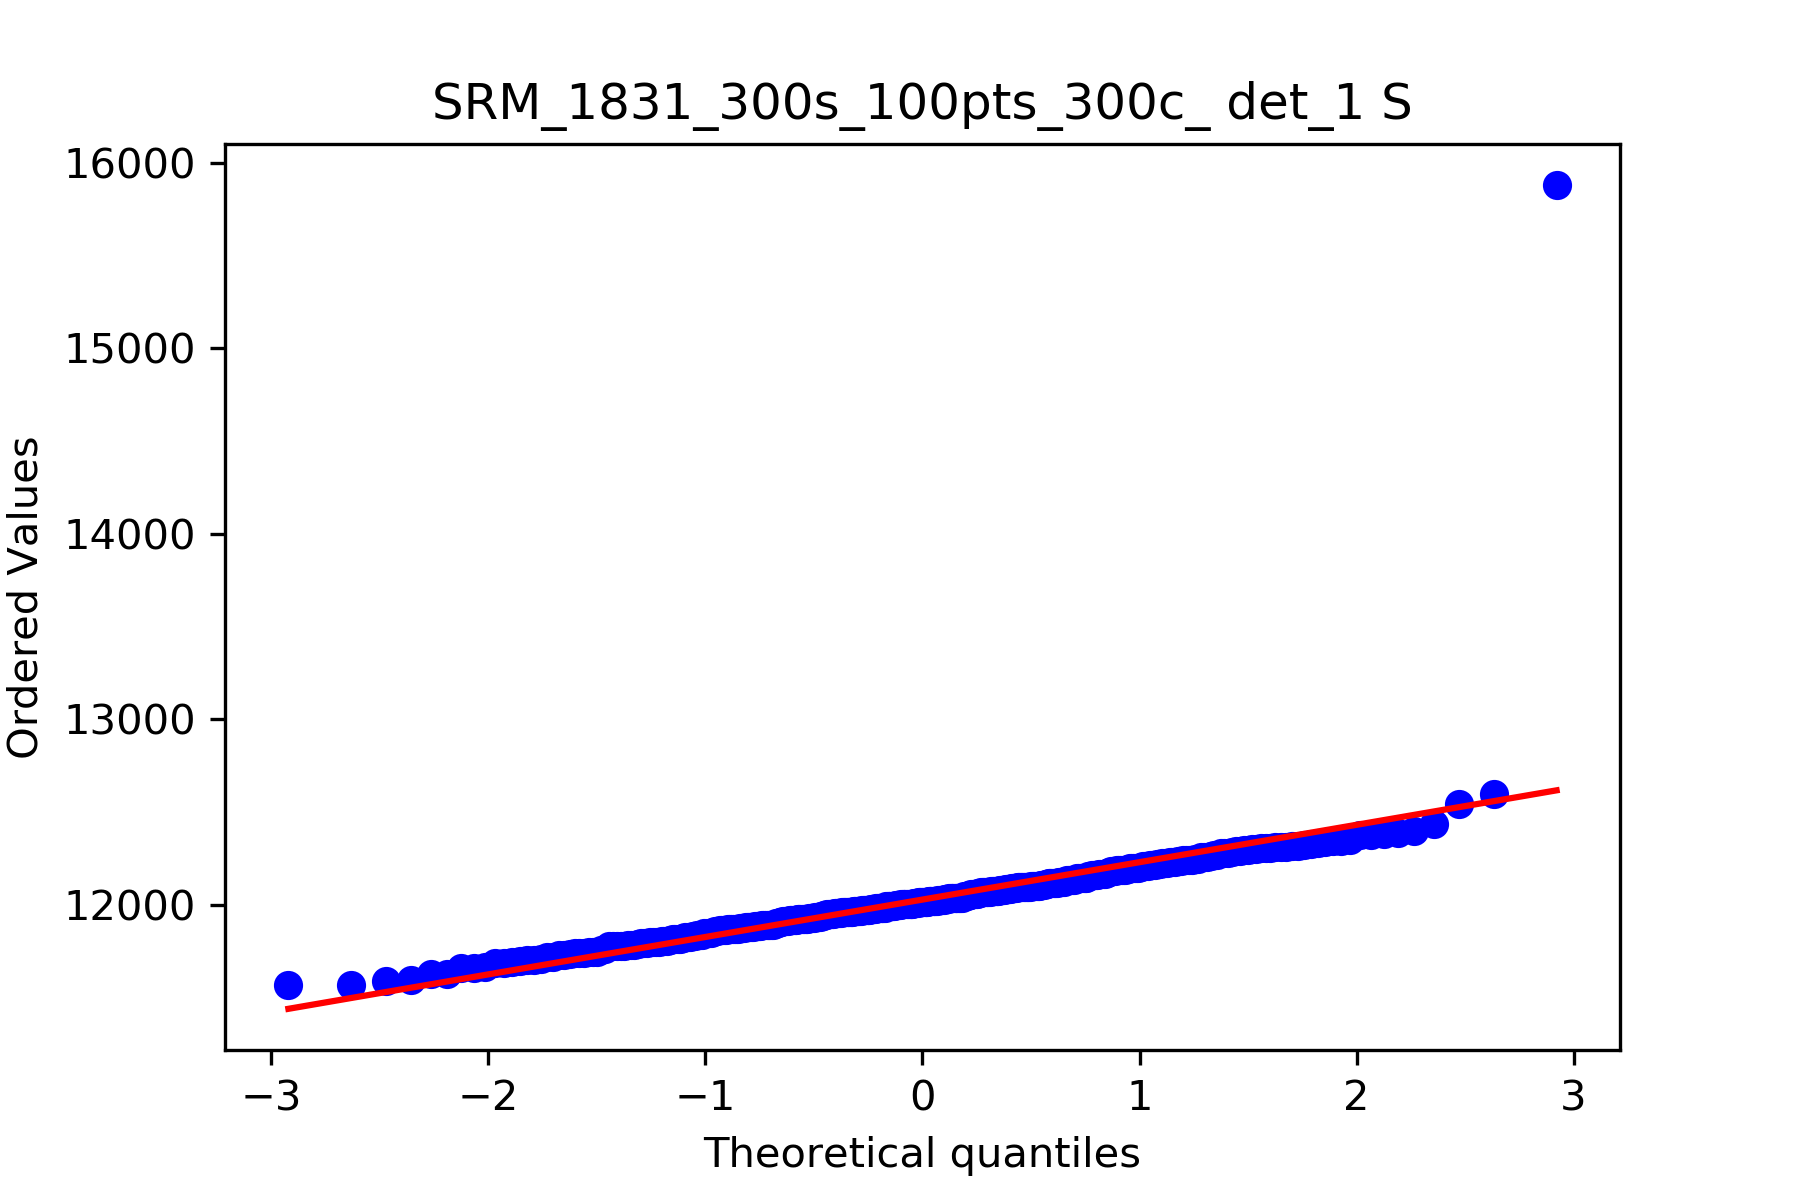 SRM_1831_300s_100pts_300c_ det_1 S
16000
15000
14000
13000
12000
Ordered Values
−3 −2 −1 0 1 2 3
Theoretical quantiles